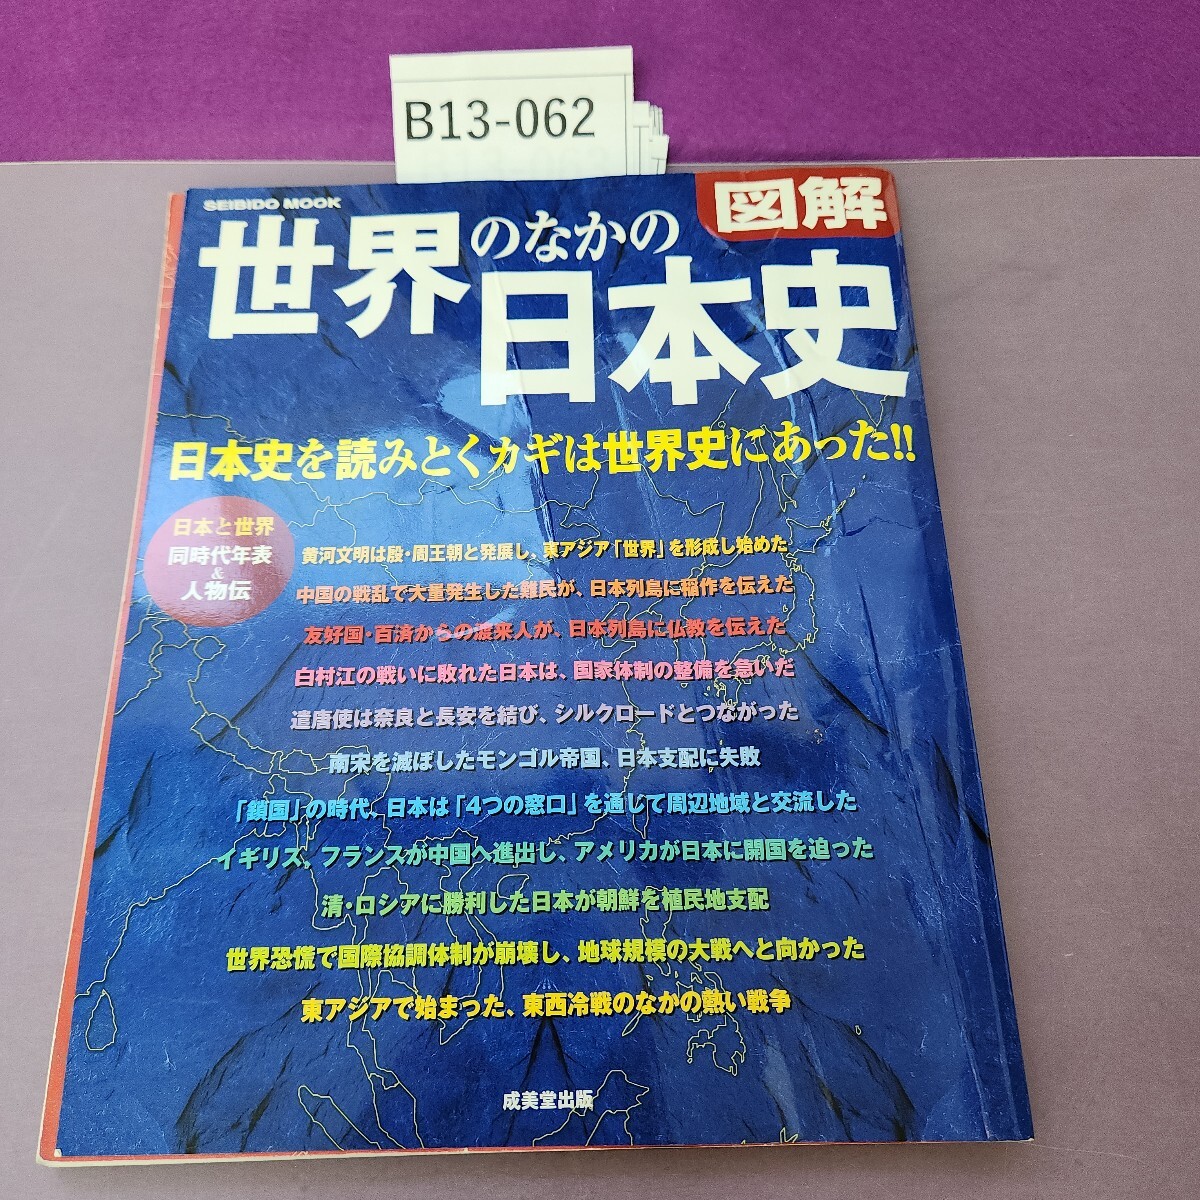 B13-062
SEIBIDO MOOK
図解
世界のなかの
日本史
日本史を読みとくカギは世界史にあった!!
日本と世界
同時代年表
&
人物伝
黄河文明は殷・周王朝と発展し、東アジア「世界」を形成し始めた
中国の戦乱で大量発生した難民が、日本列島に稲作を伝えた
友好国・百済からの渡来人が、日本列島に仏教を伝えた
白村江の戦いに敗れた日本は、国家体制の整備を急いだ
遣唐使は奈良と長安を結び、シルクロードとつながった
南宋を滅ぼしたモンゴル帝国、日本支配に失敗
「鎖国」の時代、日本は「4つの窓口」を通じて周辺地域と交流した
イギリス、フランスが中国へ進出し、アメリカが日本に開国を迫った
清・ロシアに勝利した日本が朝鮮を植民地支配
世界恐慌で国際協調体制が崩壊し、地球規模の大戦へと向かった
東アジアで始まった、東西冷戦のなかの熱い戦争
成美堂出版